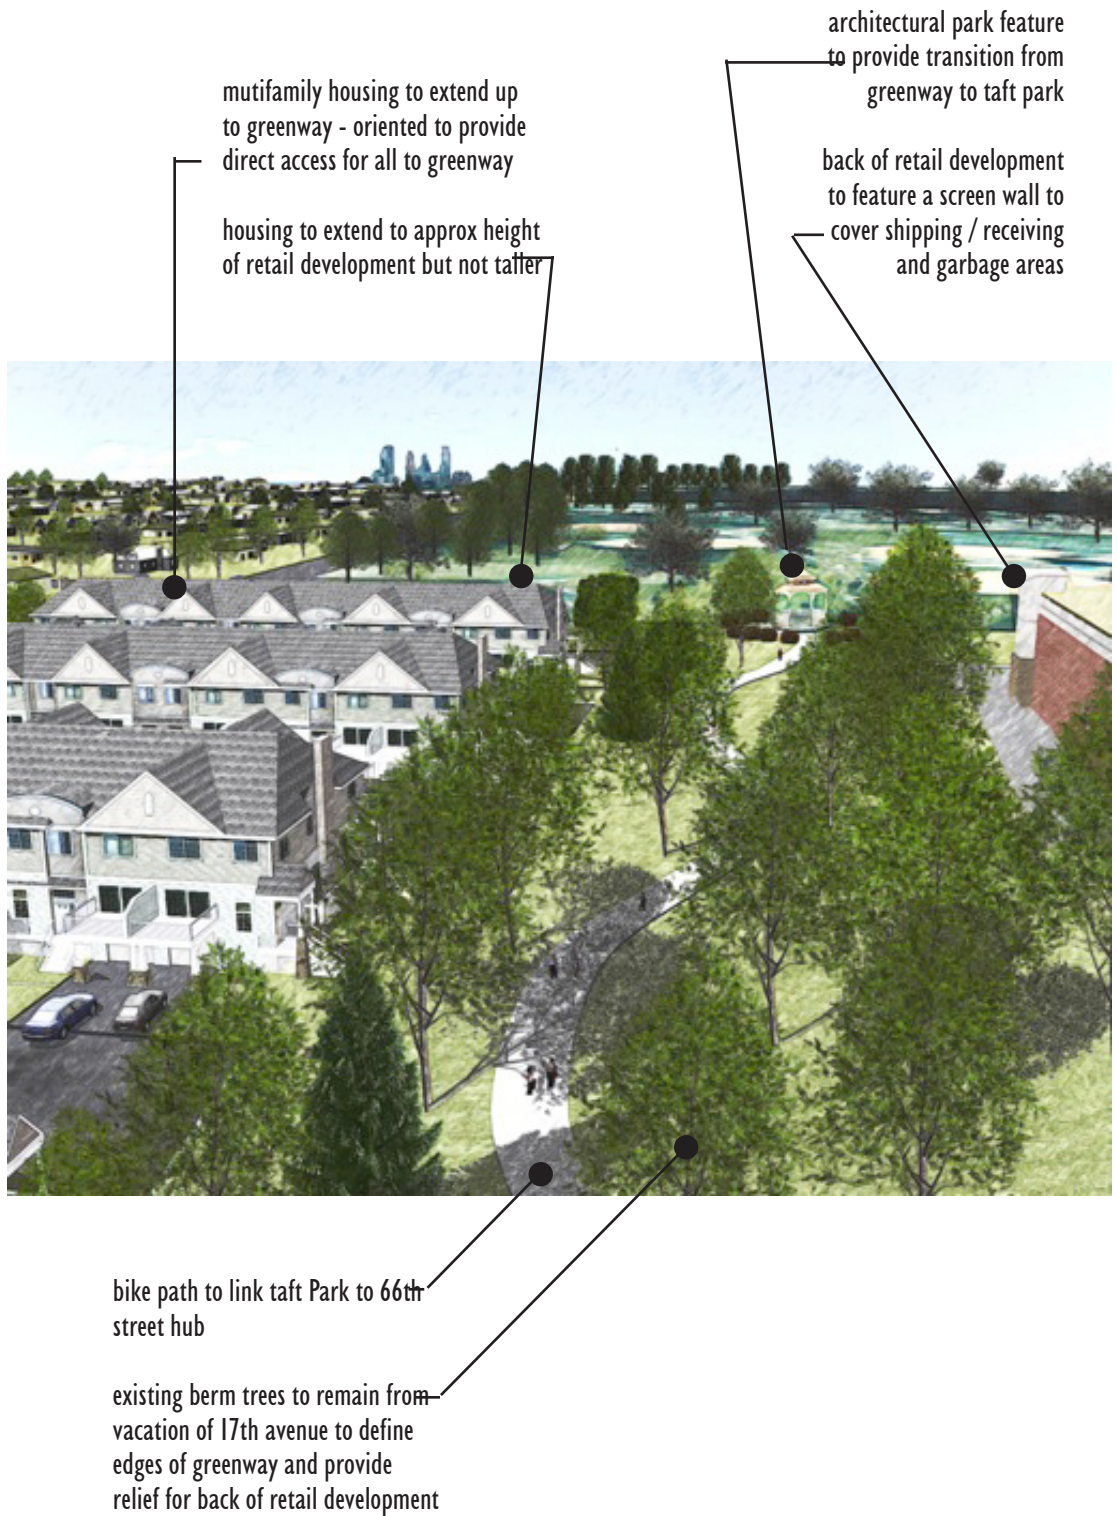 architectural park feature
to provide transition from
greenway to taft park
mutifamily housing to extend up
to greenway - oriented to provide
direct access for all to greenway
back of retail development
to feature a screen wall to
cover shipping / receiving
and garbage areas
housing to extend to approx height
of retail development but not taller
bike path to link taft Park to 66th
street hub
existing berm trees to remain from
vacation of 17th avenue to define
edges of greenway and provide
relief for back of retail development